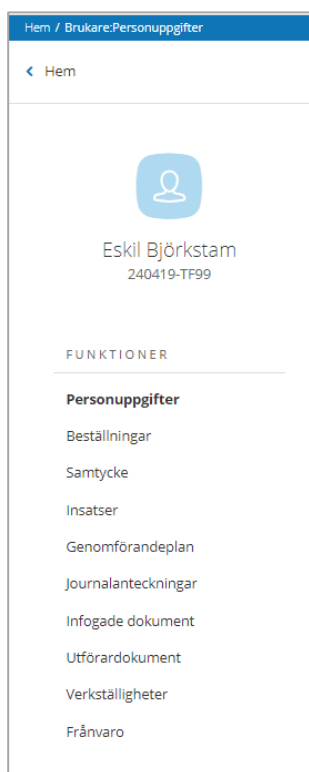 Hem / Brukare:Personuppgifter
Hem
Eskil Björkstam
240419-TF99
FUNKTIONER
Personuppgifter
Beställningar
Samtycke
Insatser
Genomförandeplan
Journalanteckningar
Infogade dokument
Utförardokument
Verkställigheter
Frånvaro